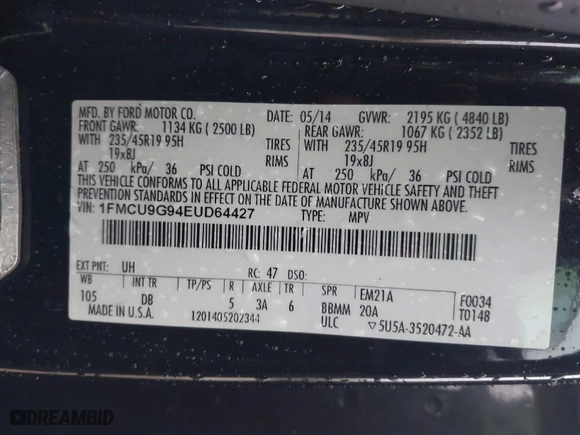 MFD. BY FORD MOTOR CO.
DATE: 05/14 GVWR: 2195 KG ( 4840 LB)
FRONT GAWR: 1134 KG ( 2500 LB)
REAR GAWR: 1067 KG ( 2352 LB)
WITH 235/45R19 95H TIRES
WITH 235/45R19 95H TIRES
19x8J RIMS
19x8J RIMS
AT 250 kPa/ 36 PSI COLD
AT 250 kPa/ 36 PSI COLD
THIS VEHICLE CONFORMS TO ALL APPLICABLE FEDERAL MOTOR VEHICLE SAFETY AND THEFT
PREVENTION STANDARDS IN EFFECT ON THE DATE OF MANUFACTURE SHOWN ABOVE.
VIN: 1FMCU9G94EUD64427 TYPE: MPV
EXT PNT: UH RC: 47 DSO:
WB INT TR TP/PS R AXLE TR SPR EM21A F0034
105 DB 5 3A 6 BBMM 20A T0148
MADE IN U.S.A. 1201405202344 ULC 5U5A-3520472-AA
DREAMBID